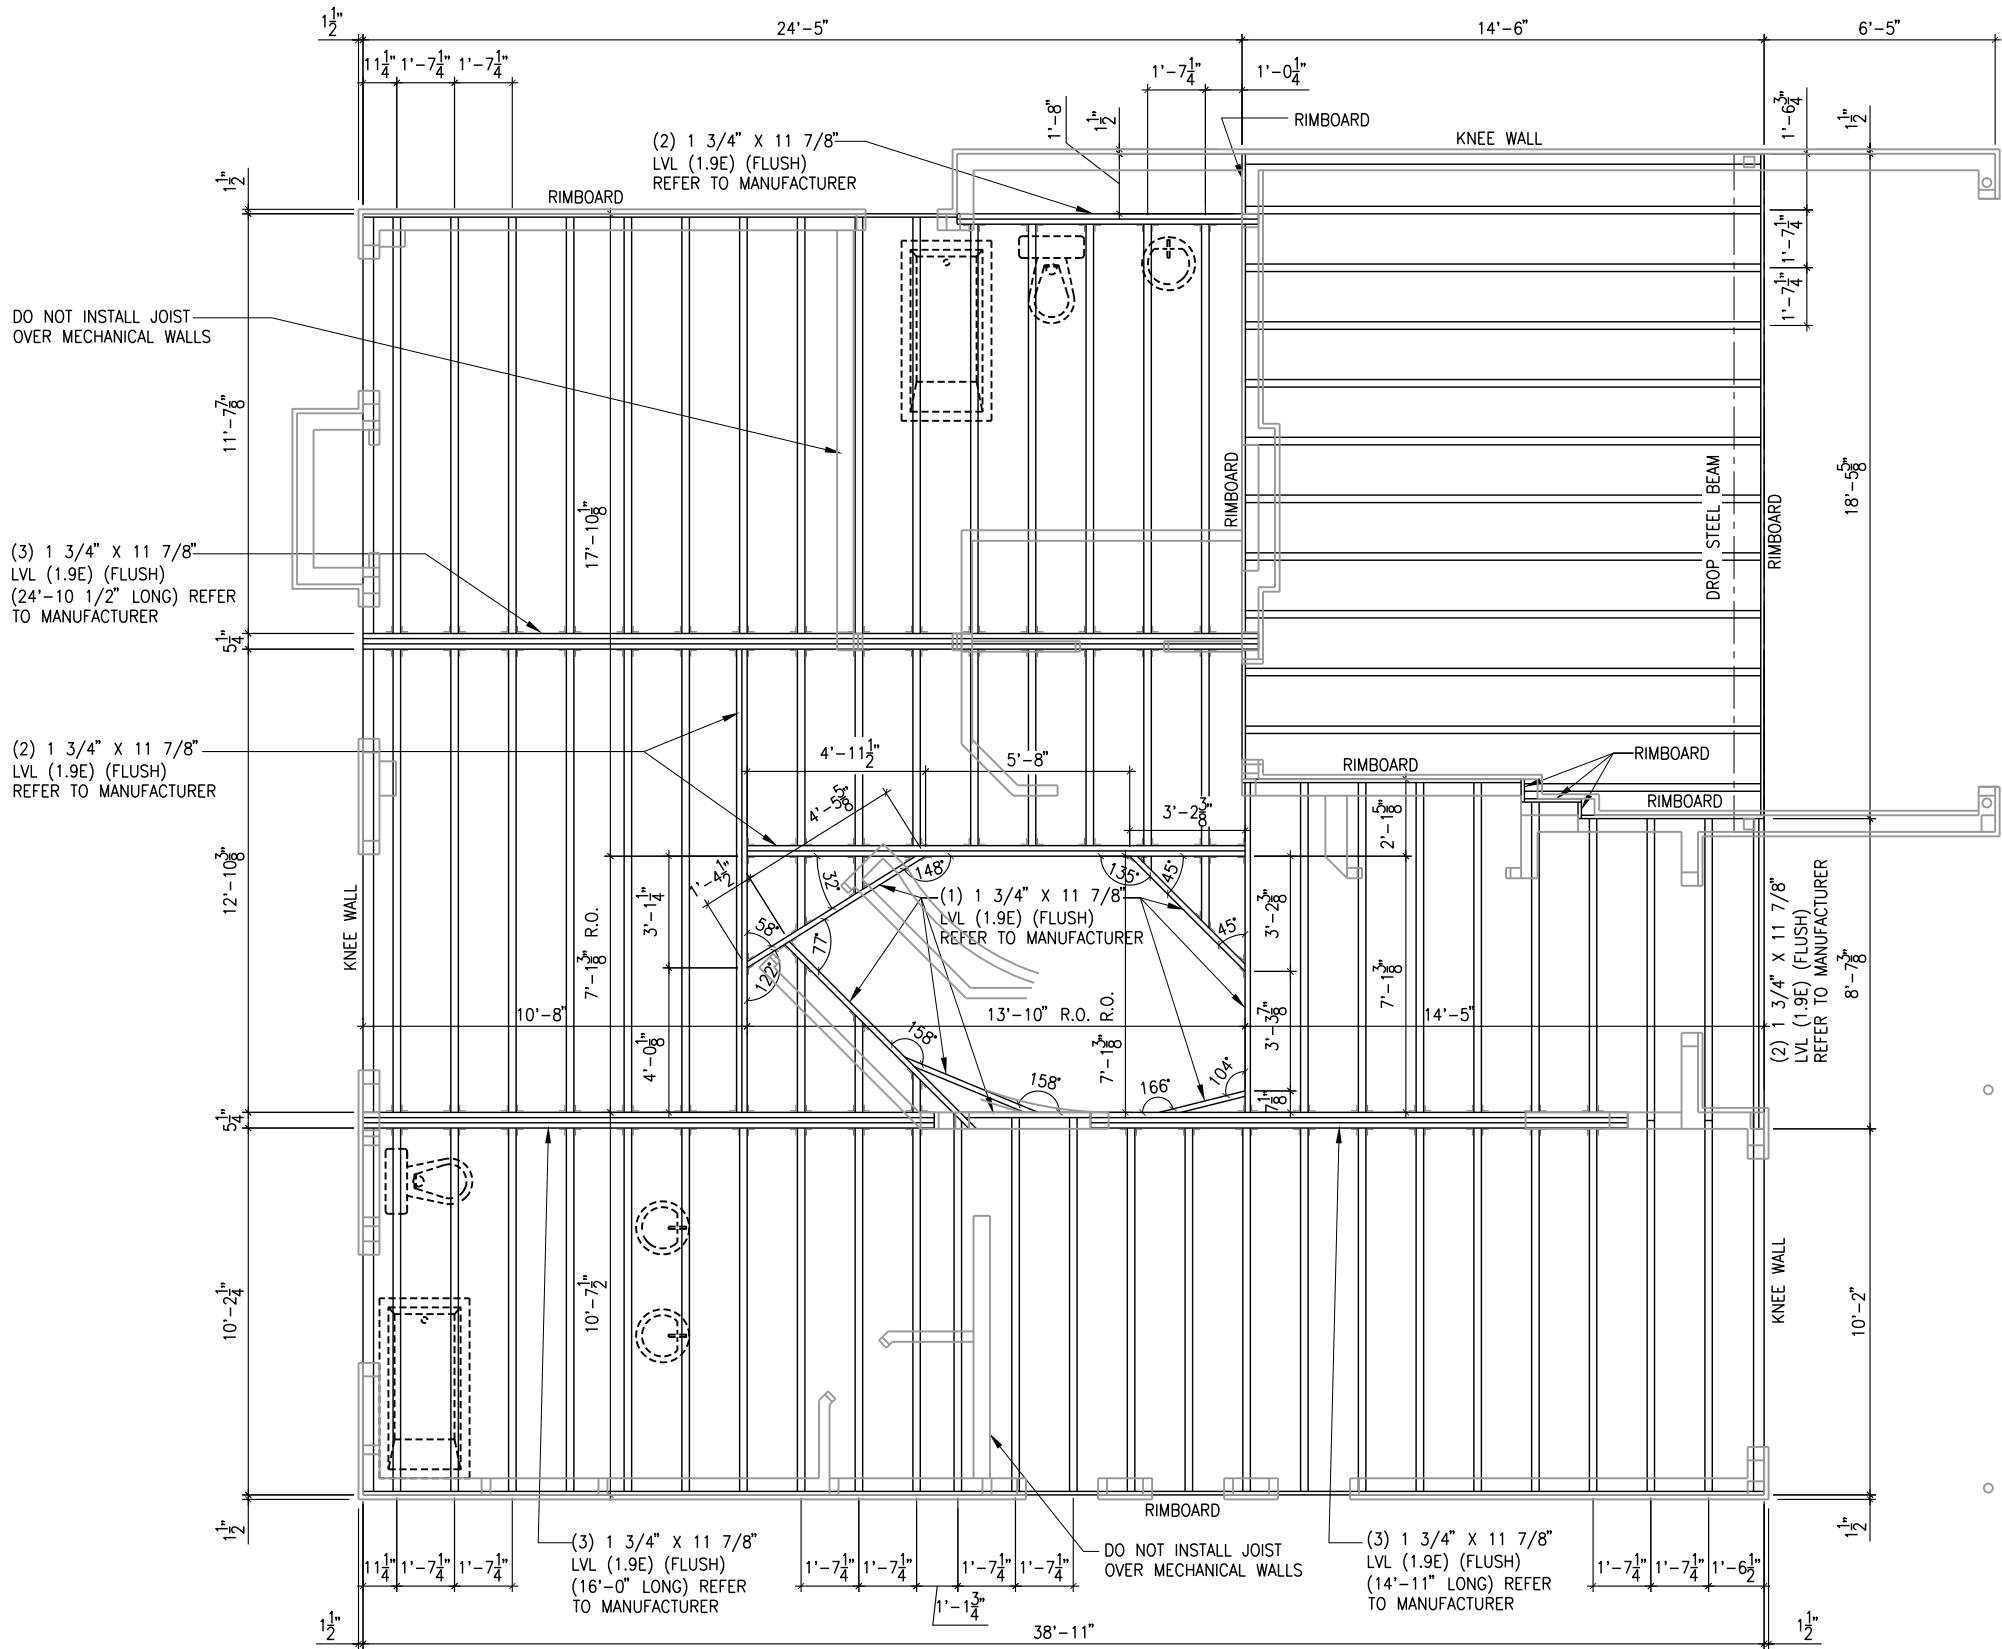 1 1/2"
24'-5"
14'-6"
6'-5"
11 1/4"
1'-7 1/4"
1'-7 1/4"
1'-7 1/4"
1'-0 1/4"
1'-8"
1 1/2"
1'-6 3/4"
1 1/2"
RIMBOARD
KNEE WALL
(2) 1 3/4" X 11 7/8"
LVL (1.9E) (FLUSH)
REFER TO MANUFACTURER
1 1/2"
RIMBOARD
1'-7 1/4"
1'-7 1/4"
DO NOT INSTALL JOIST
OVER MECHANICAL WALLS
11'-7 7/8"
17'-10 1/8"
RIMBOARD
DROP STEEL BEAM
RIMBOARD
18'-5 5/8"
(3) 1 3/4" X 11 7/8"
LVL (1.9E) (FLUSH)
(24'-10 1/2" LONG) REFER
TO MANUFACTURER
5 1/4"
(2) 1 3/4" X 11 7/8"
LVL (1.9E) (FLUSH)
REFER TO MANUFACTURER
4'-11 1/2"
5'-8"
RIMBOARD
RIMBOARD
RIMBOARD
4'-5 5/8"
3'-2 3/8"
2'-1 5/8"
1'-4 1/2"
32°
148°
135°
45°
(1) 1 3/4" X 11 7/8"
LVL (1.9E) (FLUSH)
REFER TO MANUFACTURER
12'-10 3/8"
KNEE WALL
7'-1 3/8" R.O.
3'-1 1/4"
58°
77°
122°
45°
3'-2 3/8"
7'-1 3/8"
(2) 1 3/4" X 11 7/8"
LVL (1.9E) (FLUSH)
REFER TO MANUFACTURER
8'-7 3/8"
10'-8"
13'-10" R.O.
7'-1 3/8" R.O.
3'-3 7/8"
14'-5"
4'-0 1/8"
158°
158°
166°
104°
7 1/8"
5 1/4"
10'-2 1/4"
10'-7 1/2"
KNEE WALL
10'-2"
1 1/2"
RIMBOARD
1 1/2"
(3) 1 3/4" X 11 7/8"
LVL (1.9E) (FLUSH)
(16'-0" LONG) REFER
TO MANUFACTURER
DO NOT INSTALL JOIST
OVER MECHANICAL WALLS
(3) 1 3/4" X 11 7/8"
LVL (1.9E) (FLUSH)
(14'-11" LONG) REFER
TO MANUFACTURER
11 1/4"
1'-7 1/4"
1'-7 1/4"
1'-7 1/4"
1'-7 1/4"
1'-7 1/4"
1'-7 1/4"
1'-7 1/4"
1'-7 1/4"
1'-6 1/2"
1'-1 3/4"
1 1/2"
38'-11"
1 1/2"